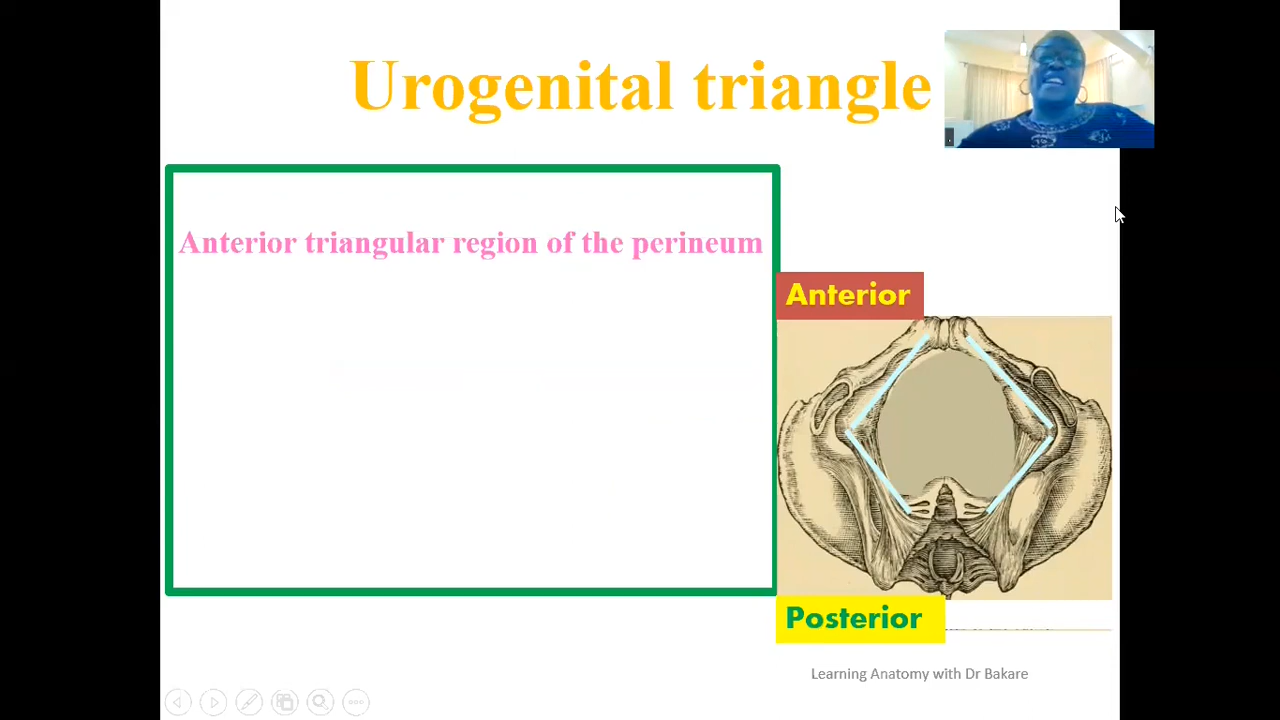 Urogenital triangle
Anterior triangular region of the perineum
Anterior
Posterior
Learning Anatomy with Dr Bakare